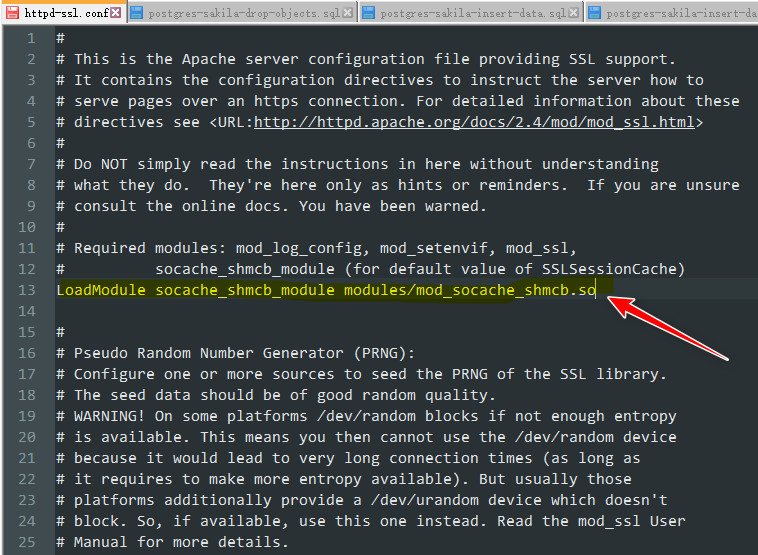 httpd-ssl.conf postgres-sakila-drop-objects.sql postgres-sakila-insert-data.sql postgres-sakila-insert-da
1 #
2 # This is the Apache server configuration file providing SSL support.
3 # It contains the configuration directives to instruct the server how to
4 # serve pages over an https connection. For detailed information about these
5 # directives see <URL:http://httpd.apache.org/docs/2.4/mod/mod_ssl.html>
6 #
7 # Do NOT simply read the instructions in here without understanding
8 # what they do.  They're here only as hints or reminders.  If you are unsure
9 # consult the online docs. You have been warned.
10 #
11 # Required modules: mod_log_config, mod_setenvif, mod_ssl,
12 #          socache_shmcb_module (for default value of SSLSessionCache)
13 LoadModule socache_shmcb_module modules/mod_socache_shmcb.so
14
15 #
16 # Pseudo Random Number Generator (PRNG):
17 # Configure one or more sources to seed the PRNG of the SSL library.
18 # The seed data should be of good random quality.
19 # WARNING! On some platforms /dev/random blocks if not enough entropy
20 # is available. This means you then cannot use the /dev/random device
21 # because it would lead to very long connection times (as long as
22 # it requires to make more entropy available). But usually those
23 # platforms additionally provide a /dev/urandom device which doesn't
24 # block. So, if available, use this one instead. Read the mod_ssl User
25 # Manual for more details.